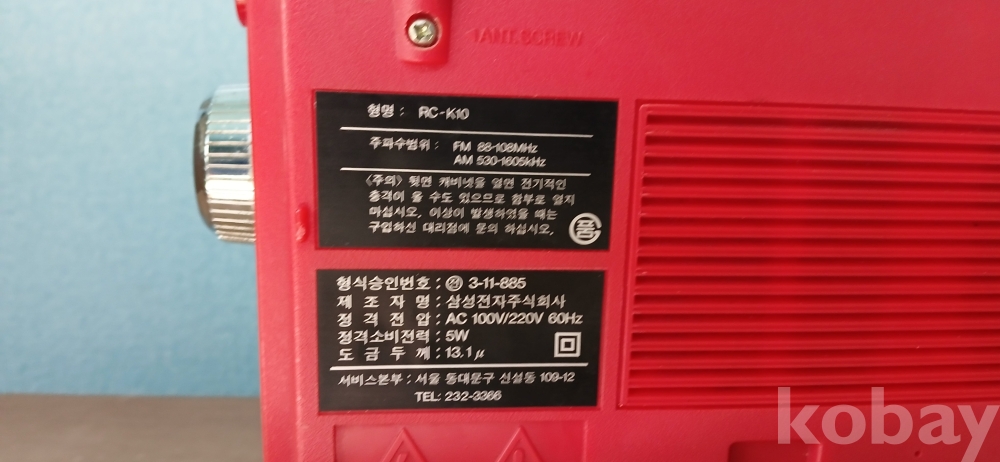 1ANT.SCREW
형명 : RC-K10
주파수범위 : FM 88-108MHz
AM 530-1605kHz
〈주의〉 뒷면 캐비넷을 열면 전기적인
충격이 올 수도 있으므로 함부로 열지
마십시오. 이상이 발생하였을 때는
구입하신 대리점에 문의 하십시오.
품
형식승인번호 : 전 3-11-885
제 조 자 명 : 삼성전자주식회사
정 격 전 압 : AC 100V/220V 60Hz
정격소비전력 : 5W
도 금 두 께 : 13.1μ
서비스본부 : 서울 동대문구 신설동 109-12
TEL: 232-3366
kobay